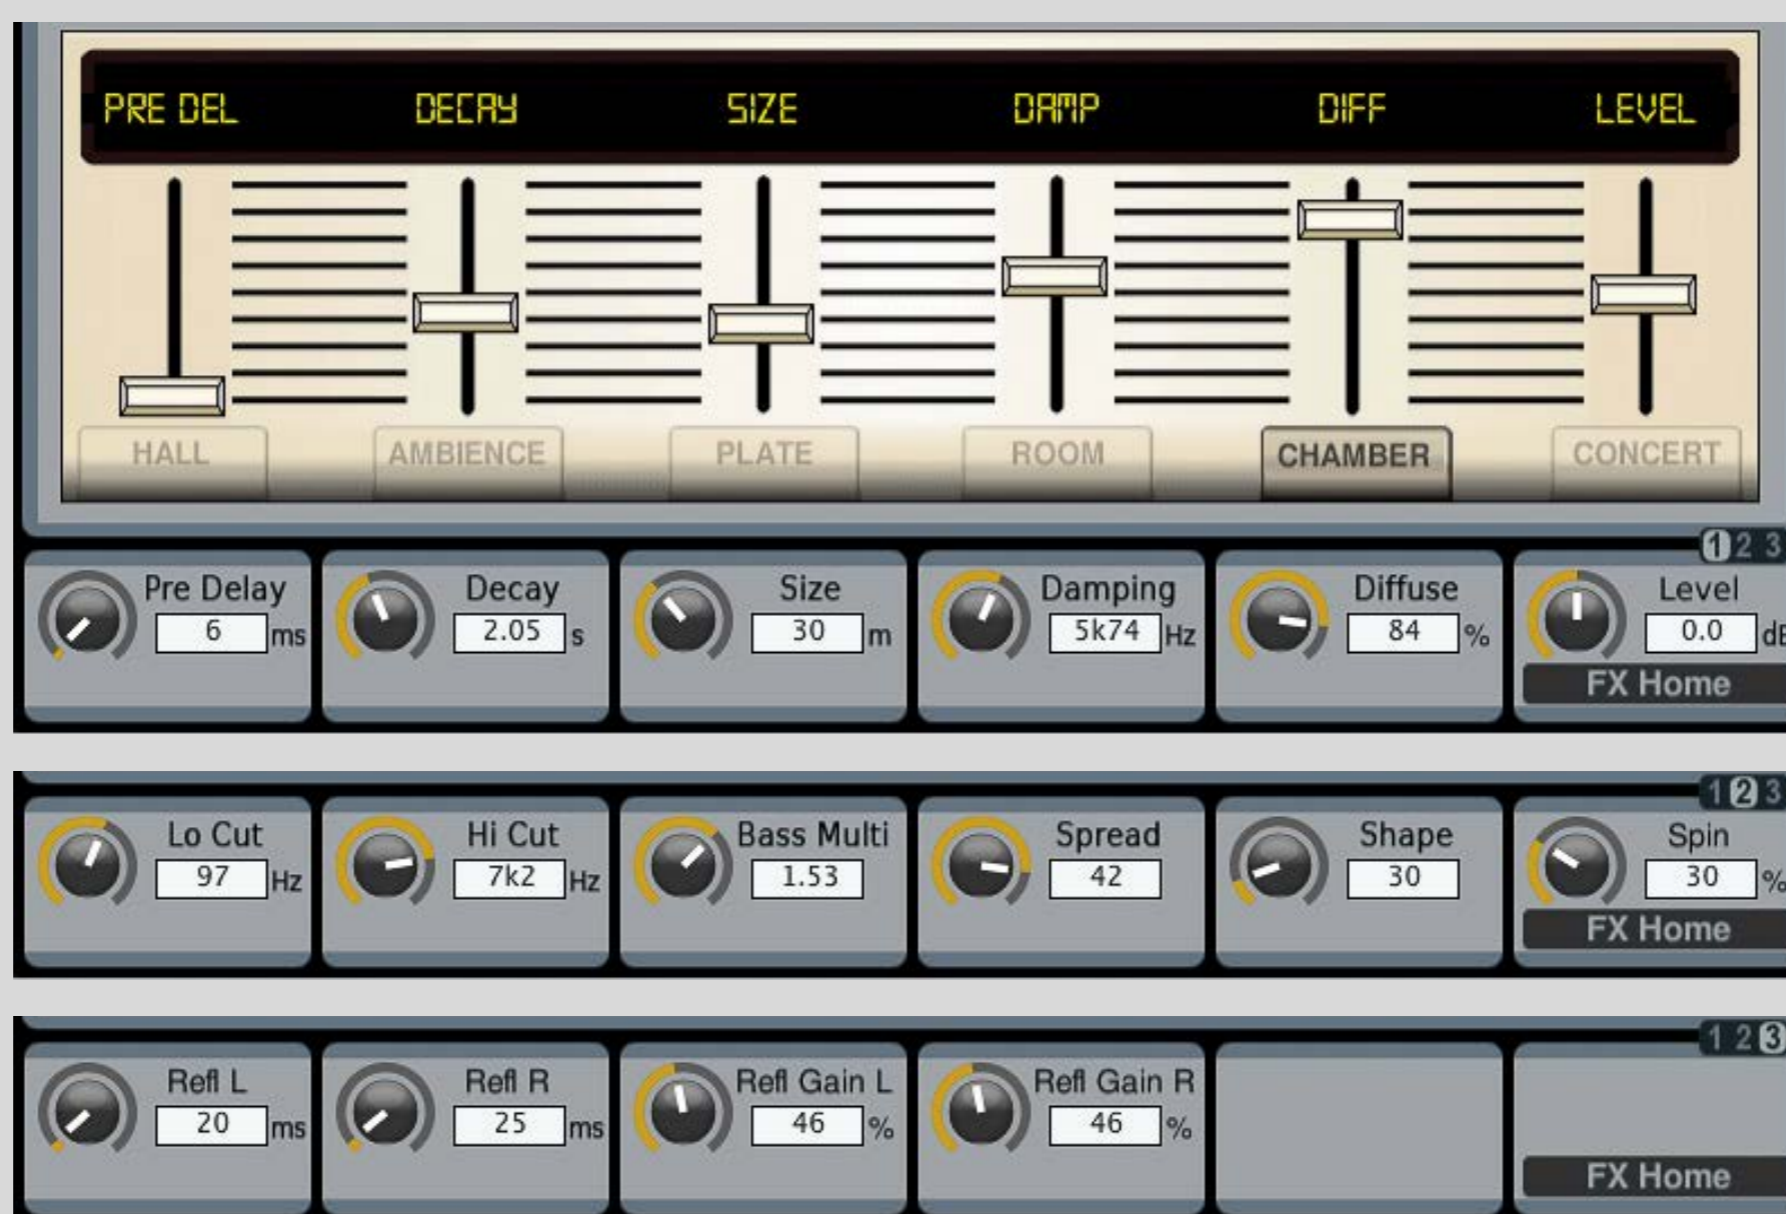 PRE DEL DECAY SIZE DAMP DIFF LEVEL
HALL AMBIENCE PLATE ROOM CHAMBER CONCERT
1 2 3
Pre Delay Decay Size Damping Diffuse Level
6 ms 2.05 s 30 m 5k74 Hz 84 % 0.0 dB
FX Home
1 2 3
Lo Cut Hi Cut Bass Multi Spread Shape Spin
97 Hz 7k2 Hz 1.53 42 30 30 %
FX Home
1 2 3
Refl L Refl R Refl Gain L Refl Gain R
20 ms 25 ms 46 % 46 %
FX Home